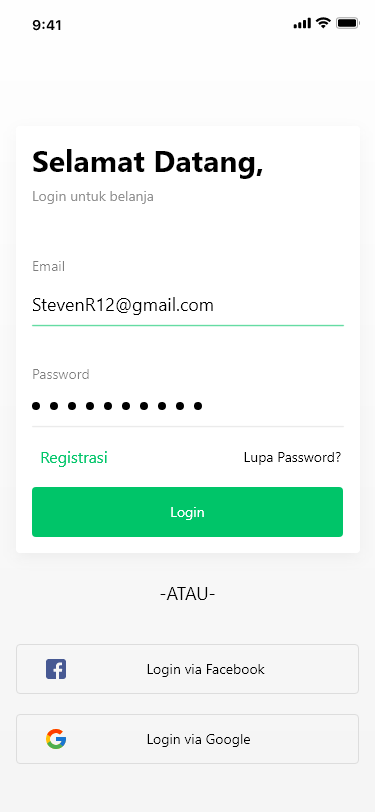 9:41
Selamat Datang,
Login untuk belanja
Email
StevenR12@gmail.com
Password
Registrasi
Lupa Password?
Login
-ATAU-
Login via Facebook
Login via Google